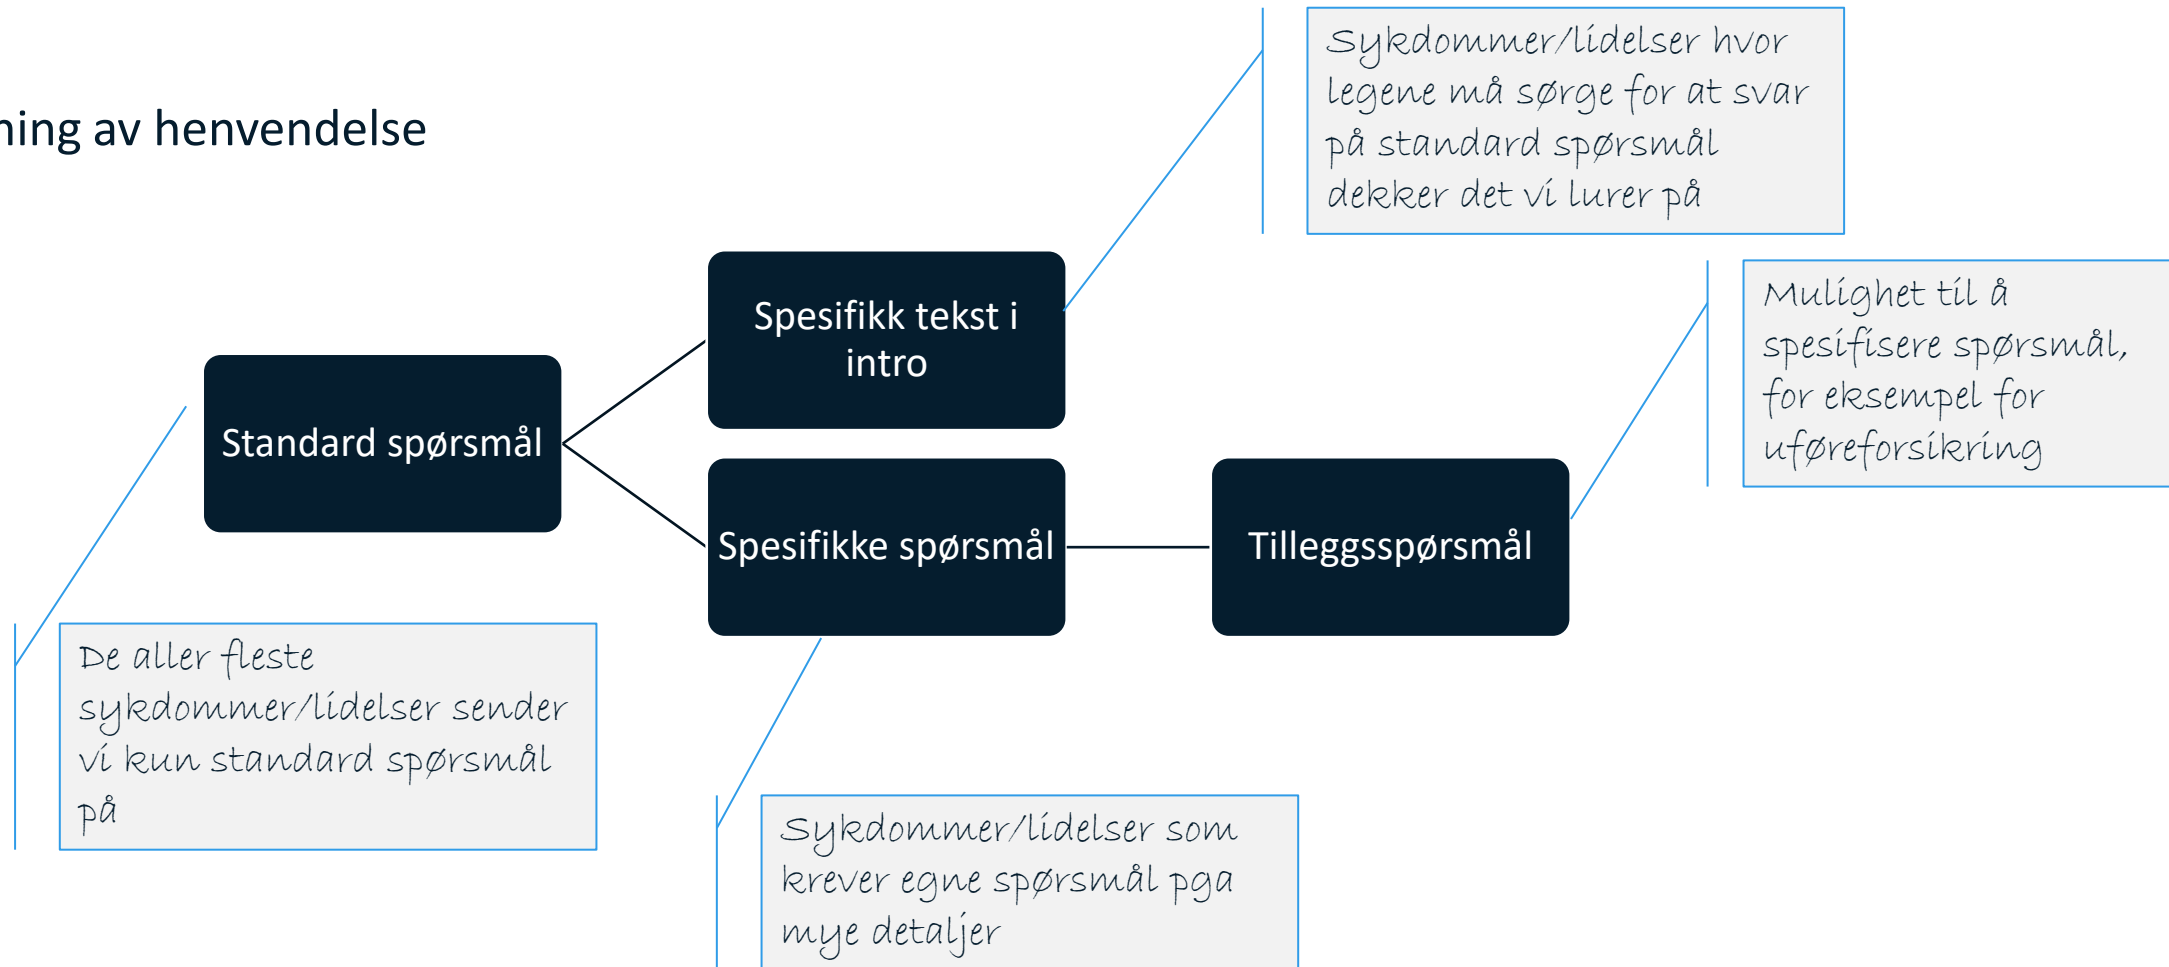 av henvendelse
Sykdommer/lidelser hvor
legene må sørge for at svar
på standard spørsmål
dekker det vi lurer på
Spesifikk tekst i
intro
Mulighet til å
spesifisere spørsmål,
for eksempel for
uføreforsikring
Standard spørsmål
Spesifikke spørsmål
Tilleggsspørsmål
De aller fleste
sykdommer/lidelser sender
vi kun standard spørsmål
på
Sykdommer/lidelser som
krever egne spørsmål pga
mye detaljer